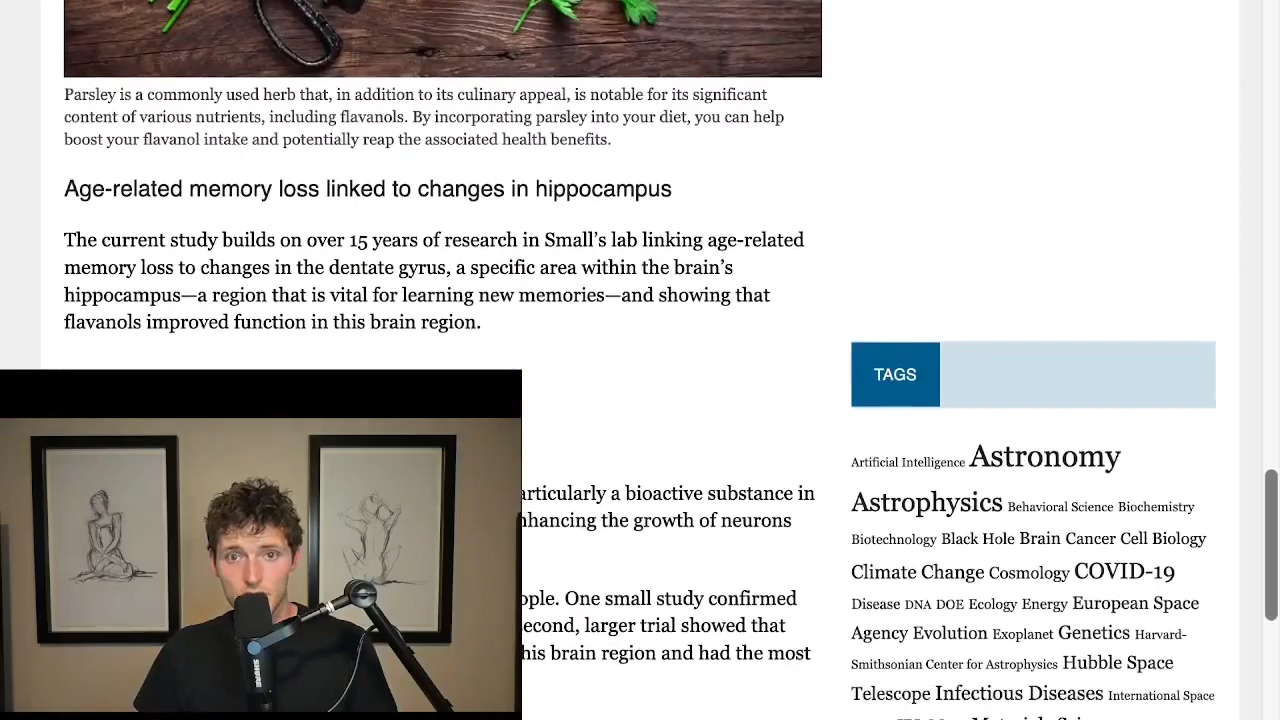 Parsley is a commonly used herb that, in addition to its culinary appeal, is notable for its significant
content of various nutrients, including flavanols. By incorporating parsley into your diet, you can help
boost your flavanol intake and potentially reap the associated health benefits.
Age-related memory loss linked to changes in hippocampus
The current study builds on over 15 years of research in Small’s lab linking age-related
memory loss to changes in the dentate gyrus, a specific area within the brain’s
hippocampus—a region that is vital for learning new memories—and showing that
flavanols improved function in this brain region.
particularly a bioactive substance in
enhancing the growth of neurons
people. One small study confirmed
second, larger trial showed that
this brain region and had the most
TAGS
Artificial Intelligence Astronomy
Astrophysics Behavioral Science Biochemistry
Biotechnology Black Hole Brain Cancer Cell Biology
Climate Change Cosmology COVID-19
Disease DNA DOE Ecology Energy European Space
Agency Evolution Exoplanet Genetics Harvard-
Smithsonian Center for Astrophysics Hubble Space
Telescope Infectious Diseases International Space
SHURE